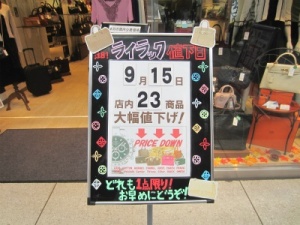 ライラック値下日
9月15日
店内23商品
大幅値下げ!
PRICE DOWN
どれも1点限り!
お早めにどうぞ!